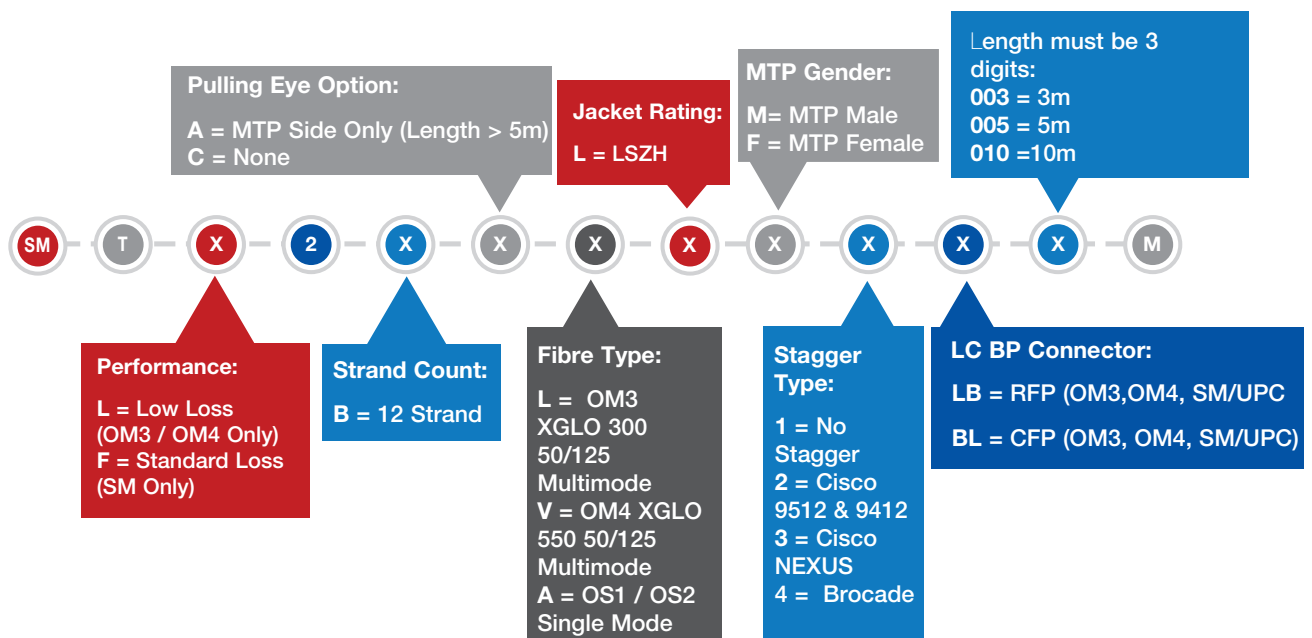 Pulling Eye Option:
A = MTP Side Only (Length > 5m)
C = None
Jacket Rating:
L = LSZH
MTP Gender:
M= MTP Male
F = MTP Female
Length must be 3
digits:
003 = 3m
005 = 5m
010 =10m
SM T X 2 X X X X X X X X M
Performance:
L = Low Loss
(OM3 / OM4 Only)
F = Standard Loss
(SM Only)
Strand Count:
B = 12 Strand
Fibre Type:
L = OM3
XGLO 300
50/125
Multimode
V = OM4 XGLO
550 50/125
Multimode
A = OS1 / OS2
Single Mode
Stagger
Type:
1 = No
Stagger
2 = Cisco
9512 & 9412
3 = Cisco
NEXUS
4 = Brocade
LC BP Connector:
LB = RFP (OM3,OM4, SM/UPC
BL = CFP (OM3, OM4, SM/UPC)